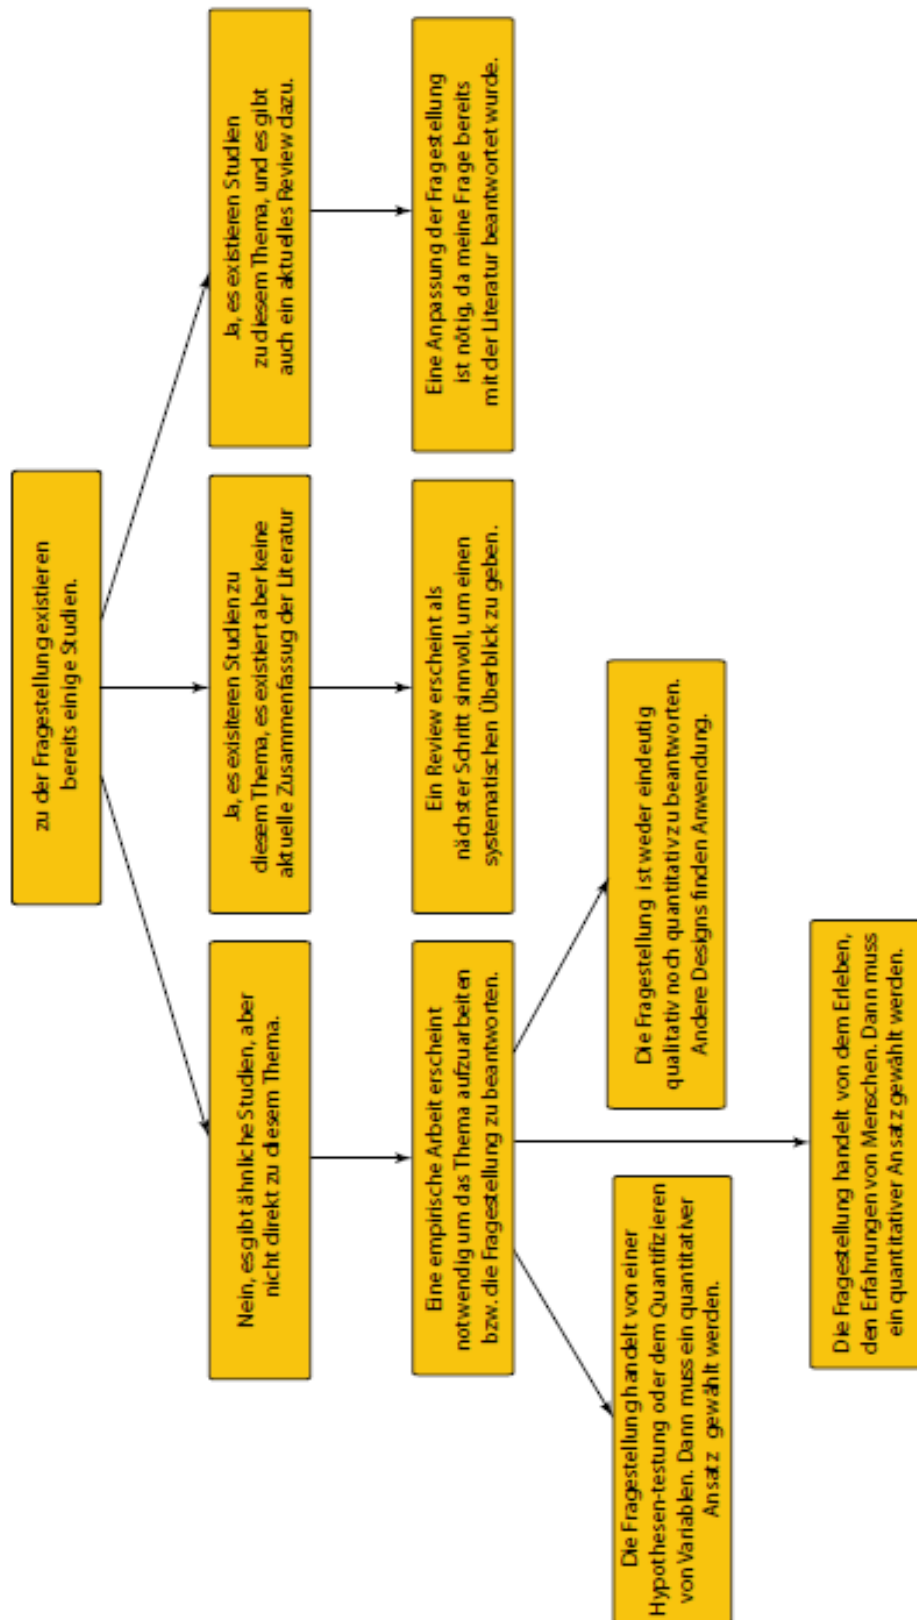 zu der Fragestellung existieren
bereits einige Studien.
Nein, es gibt ähnliche Studien, aber
nicht direkt zu diesem Thema.
Ja, es exisiteren Studien zu
diesem Thema, es existiert aber keine
aktuelle Zusammenfassug der Literatur
Ja, es existieren Studien
zu diesem Thema, und es gibt
auch ein aktuelles Review dazu.
Eine empirische Arbeit erscheint
notwendig um das Thema aufzuarbeiten
bzw. die Fragestellung zu beantworten.
Ein Review erscheint als
nächster Schritt sinnvoll, um einen
systematischen Überblick zu geben.
Eine Anpassung der Fragestellung
ist nötig, da meine Frage bereits
mit der Literatur beantwortet wurde.
Die Fragestellung handelt von einer
Hypothesen-testung oder dem Quantifizieren
von Variablen. Dann muss ein quantitativer
Ansatz gewählt werden.
Die Fragestellung ist weder eindeutig
qualitativ noch quantitativ zu beantworten.
Andere Designs finden Anwendung.
Die Fragestellung handelt von dem Erleben,
den Erfahrungen von Menschen. Dann muss
ein quantitativer Ansatz gewählt werden.